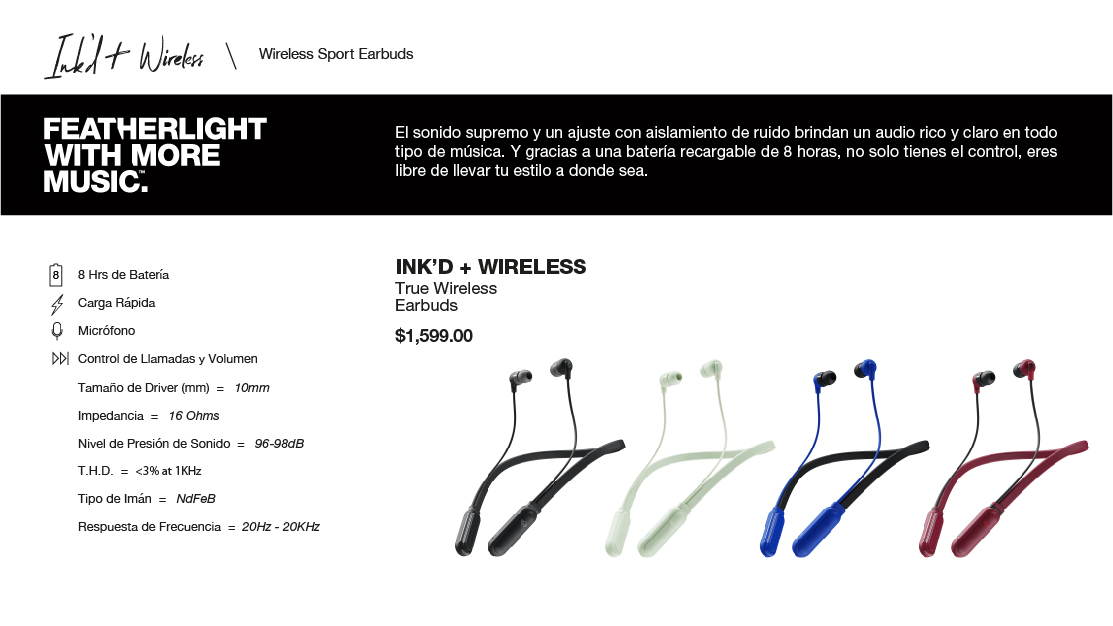 Ink'd + Wireless \ Wireless Sport Earbuds
FEATHERLIGHT
WITH MORE
MUSIC.™
El sonido supremo y un ajuste con aislamiento de ruido brindan un audio rico y claro en todo
tipo de música. Y gracias a una batería recargable de 8 horas, no solo tienes el control, eres
libre de llevar tu estilo a donde sea.
8 8 Hrs de Batería
Carga Rápida
Micrófono
Control de Llamadas y Volumen
Tamaño de Driver (mm) = 10mm
Impedancia = 16 Ohms
Nivel de Presión de Sonido = 96-98dB
T.H.D. = <3% at 1KHz
Tipo de Imán = NdFeB
Respuesta de Frecuencia = 20Hz - 20KHz
INK'D + WIRELESS
True Wireless
Earbuds
$1,599.00